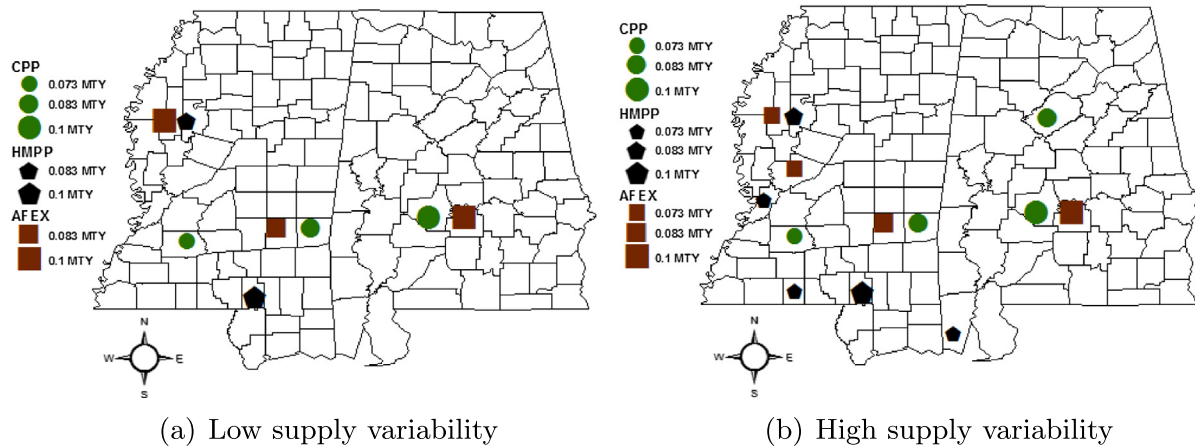 CPP
0.073 MTY
0.083 MTY
0.1 MTY
HMPP
0.083 MTY
0.1 MTY
AFEX
0.083 MTY
0.1 MTY
N
W E
S
(a) Low supply variability
CPP
0.073 MTY
0.083 MTY
0.1 MTY
HMPP
0.073 MTY
0.083 MTY
0.1 MTY
AFEX
0.073 MTY
0.083 MTY
0.1 MTY
N
W E
S
(b) High supply variability